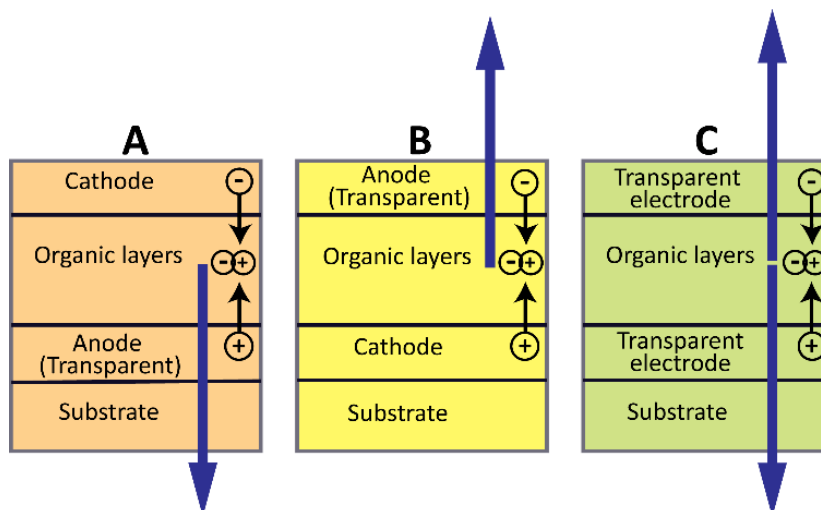 A
B
C
Cathode
-
Organic layers
- +
Anode
(Transparent)
+
Substrate
Anode
(Transparent)
-
Organic layers
- +
Cathode
+
Substrate
Transparent
electrode
-
Organic layers
- +
Transparent
electrode
+
Substrate